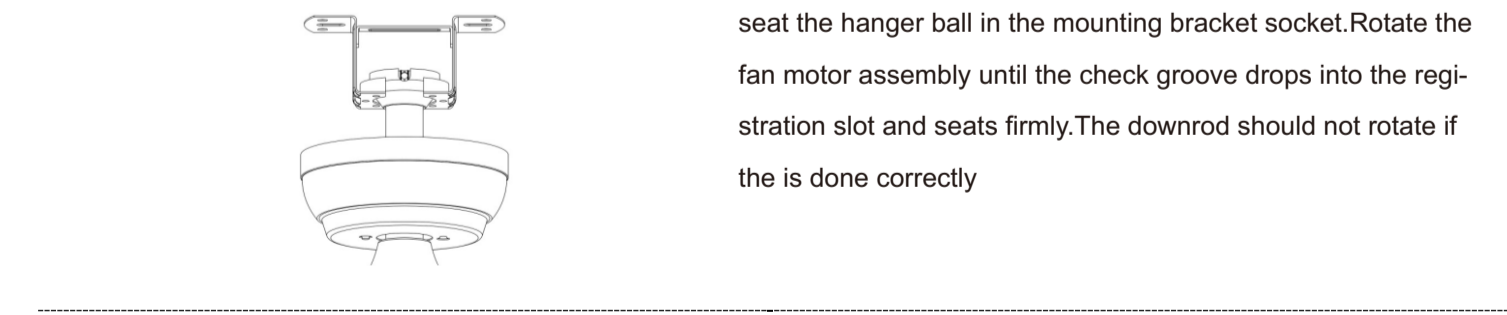 seat the hanger ball in the mounting bracket socket.Rotate the
fan motor assembly until the check groove drops into the regi-
stration slot and seats firmly.The downrod should not rotate if
the is done correctly